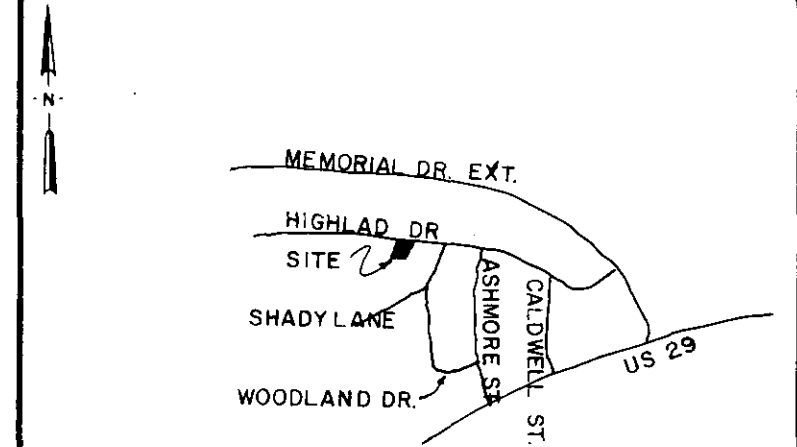 N
MEMORIAL DR. EXT.
HIGHLAD DR
SITE
SHADY LANE
ASHMORE ST.
CALDWELL ST.
US 29
WOODLAND DR.